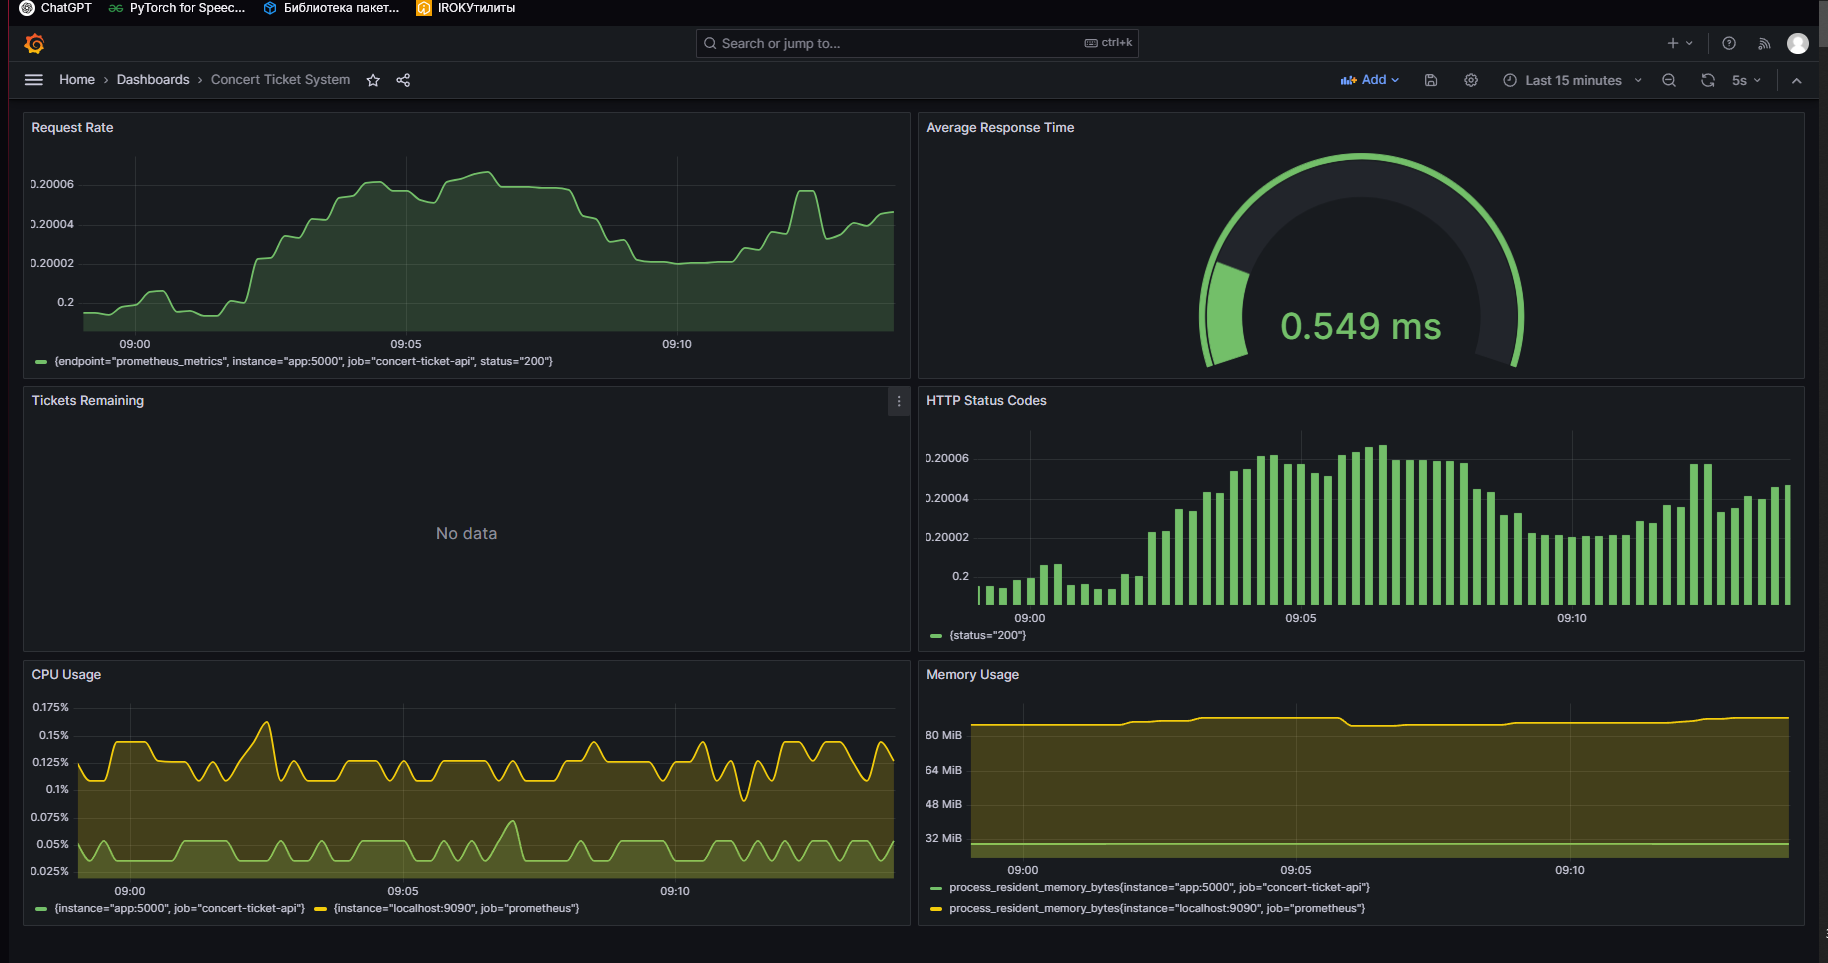 ChatGPT PyTorch for Speec... Библиотека пакет... IROKУтилиты
Search or jump to... ctrl+k
Home › Dashboards › Concert Ticket System Add Last 15 minutes 5s
Request Rate
0.20006
0.20004
0.20002
0.2
09:00 09:05 09:10
{endpoint="prometheus_metrics", instance="app:5000", job="concert-ticket-api", status="200"}
Average Response Time
0.549 ms
Tickets Remaining
No data
HTTP Status Codes
0.20006
0.20004
0.20002
0.2
09:00 09:05 09:10
{status="200"}
CPU Usage
0.175%
0.15%
0.125%
0.1%
0.075%
0.05%
0.025%
09:00 09:05 09:10
{instance="app:5000", job="concert-ticket-api"} {instance="localhost:9090", job="prometheus"}
Memory Usage
80 MiB
64 MiB
48 MiB
32 MiB
09:00 09:05 09:10
process_resident_memory_bytes{instance="app:5000", job="concert-ticket-api"}
process_resident_memory_bytes{instance="localhost:9090", job="prometheus"}